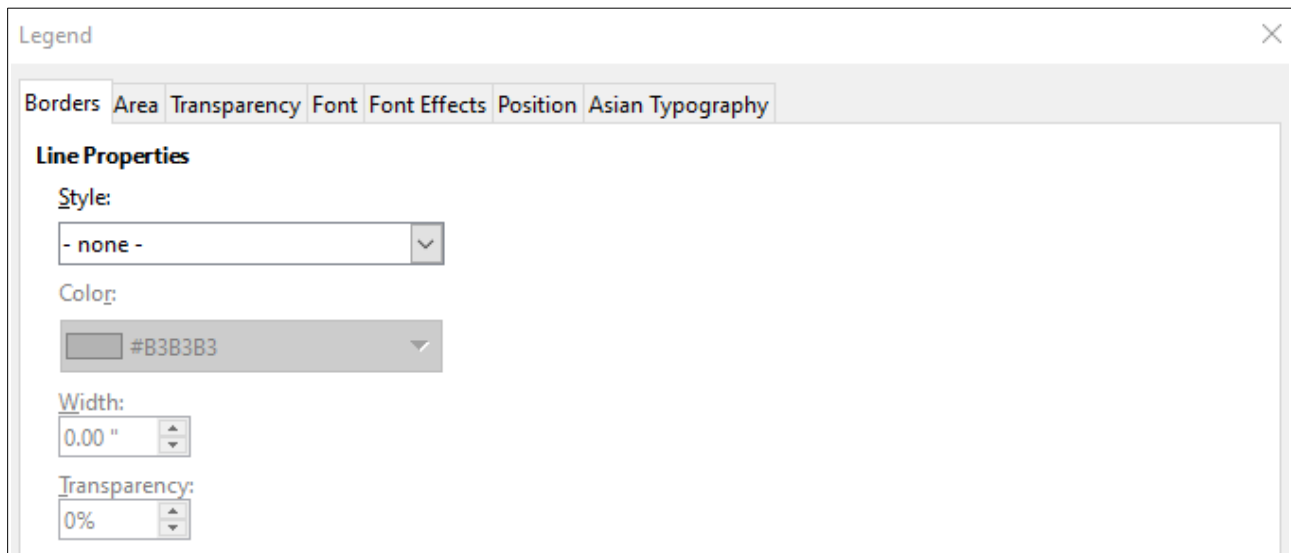 Legend
Borders Area Transparency Font Font Effects Position Asian Typography
Line Properties
Style:
- none -
Color:
#B3B3B3
Width:
0.00 "
Transparency:
0%